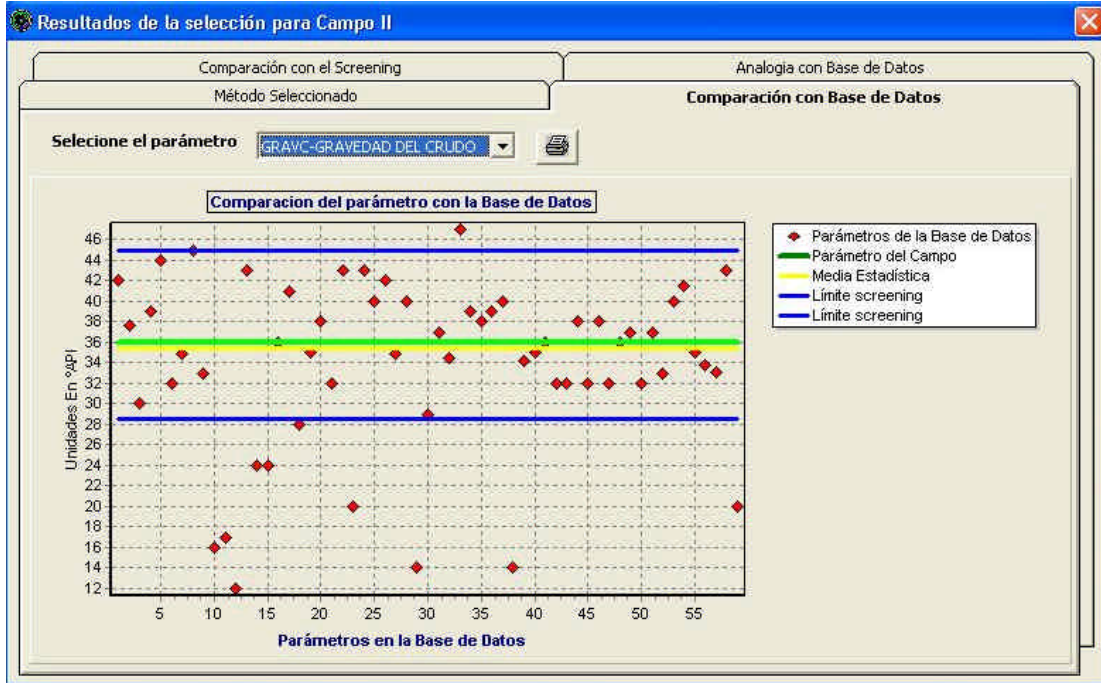 Resultados de la selección para Campo II
Comparación con el Screening
Analogia con Base de Datos
Método Seleccionado
Comparación con Base de Datos
Selecione el parámetro
GRAVC-GRAVEDAD DEL CRUDO
Comparacion del parámetro con la Base de Datos
46
44
42
40
38
36
34
32
30
28
26
24
22
20
18
16
14
12
Unidades En °API
5 10 15 20 25 30 35 40 45 50 55
Parámetros en la Base de Datos
Parámetros de la Base de Datos
Parámetro del Campo
Media Estadística
Límite screening
Límite screening